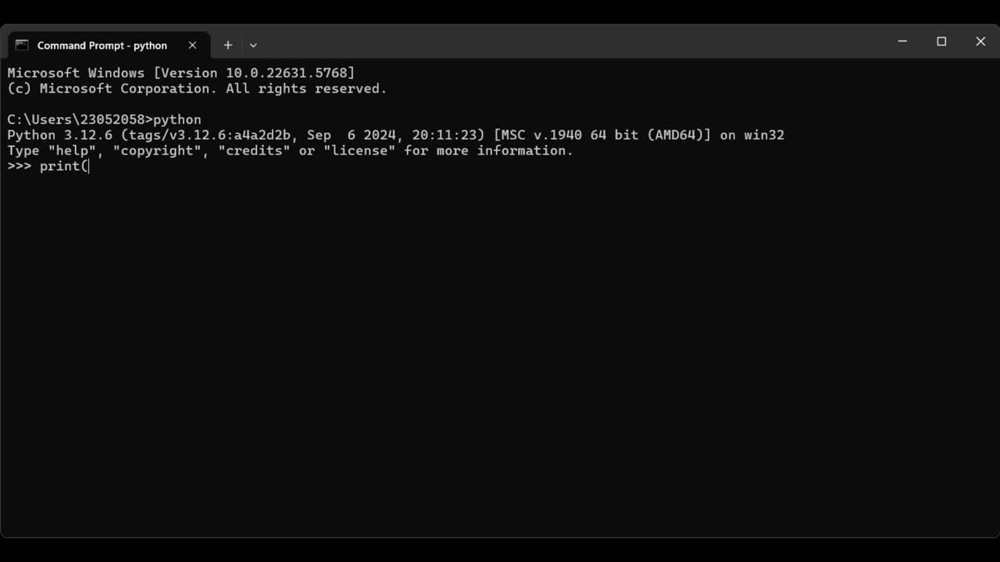 Command Prompt - python
Microsoft Windows [Version 10.0.22631.5768]
(c) Microsoft Corporation. All rights reserved.
C:\Users\23052058>python
Python 3.12.6 (tags/v3.12.6:a4a2d2b, Sep  6 2024, 20:11:23) [MSC v.1940 64 bit (AMD64)] on win32
Type "help", "copyright", "credits" or "license" for more information.
>>> print(